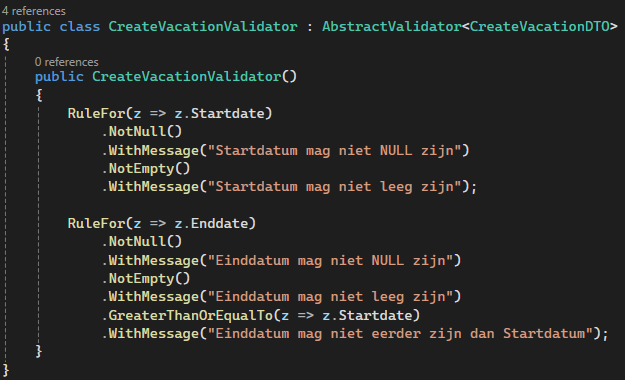 4 references
public class CreateVacationValidator : AbstractValidator<CreateVacationDTO>
{
0 references
public CreateVacationValidator()
{
RuleFor(z => z.Startdate)
.NotNull()
.WithMessage("Startdatum mag niet NULL zijn")
.NotEmpty()
.WithMessage("Startdatum mag niet leeg zijn");
RuleFor(z => z.Enddate)
.NotNull()
.WithMessage("Einddatum mag niet NULL zijn")
.NotEmpty()
.WithMessage("Einddatum mag niet leeg zijn")
.GreaterThanOrEqualTo(z => z.Startdate)
.WithMessage("Einddatum mag niet eerder zijn dan Startdatum");
}
}